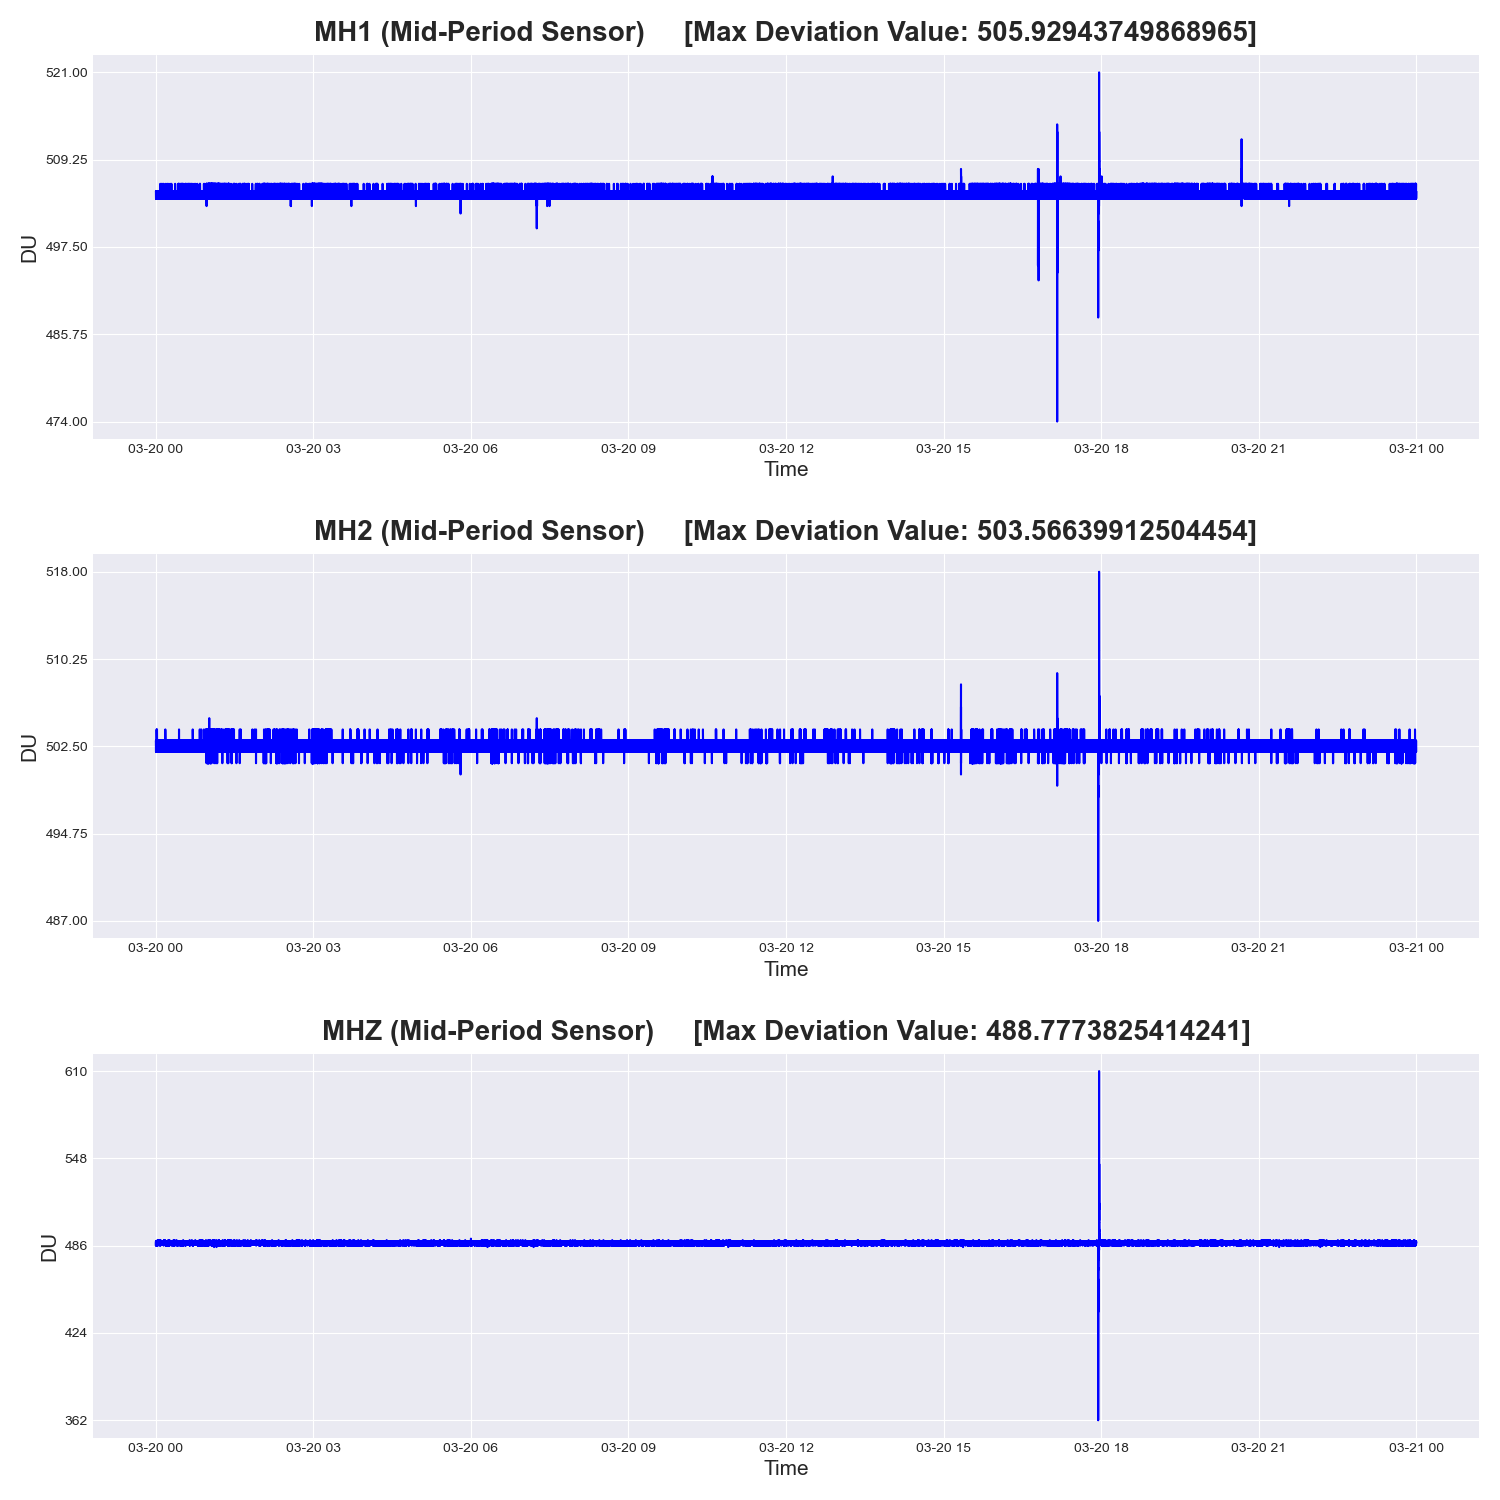 MH1 (Mid-Period Sensor) [Max Deviation Value: 505.92943749868965]
521.00
509.25
497.50
485.75
474.00
DU
03-20 00 03-20 03 03-20 06 03-20 09 03-20 12 03-20 15 03-20 18 03-20 21 03-21 00
Time
MH2 (Mid-Period Sensor) [Max Deviation Value: 503.56639912504454]
518.00
510.25
502.50
494.75
487.00
DU
03-20 00 03-20 03 03-20 06 03-20 09 03-20 12 03-20 15 03-20 18 03-20 21 03-21 00
Time
MHZ (Mid-Period Sensor) [Max Deviation Value: 488.7773825414241]
610
548
486
424
362
DU
03-20 00 03-20 03 03-20 06 03-20 09 03-20 12 03-20 15 03-20 18 03-20 21 03-21 00
Time